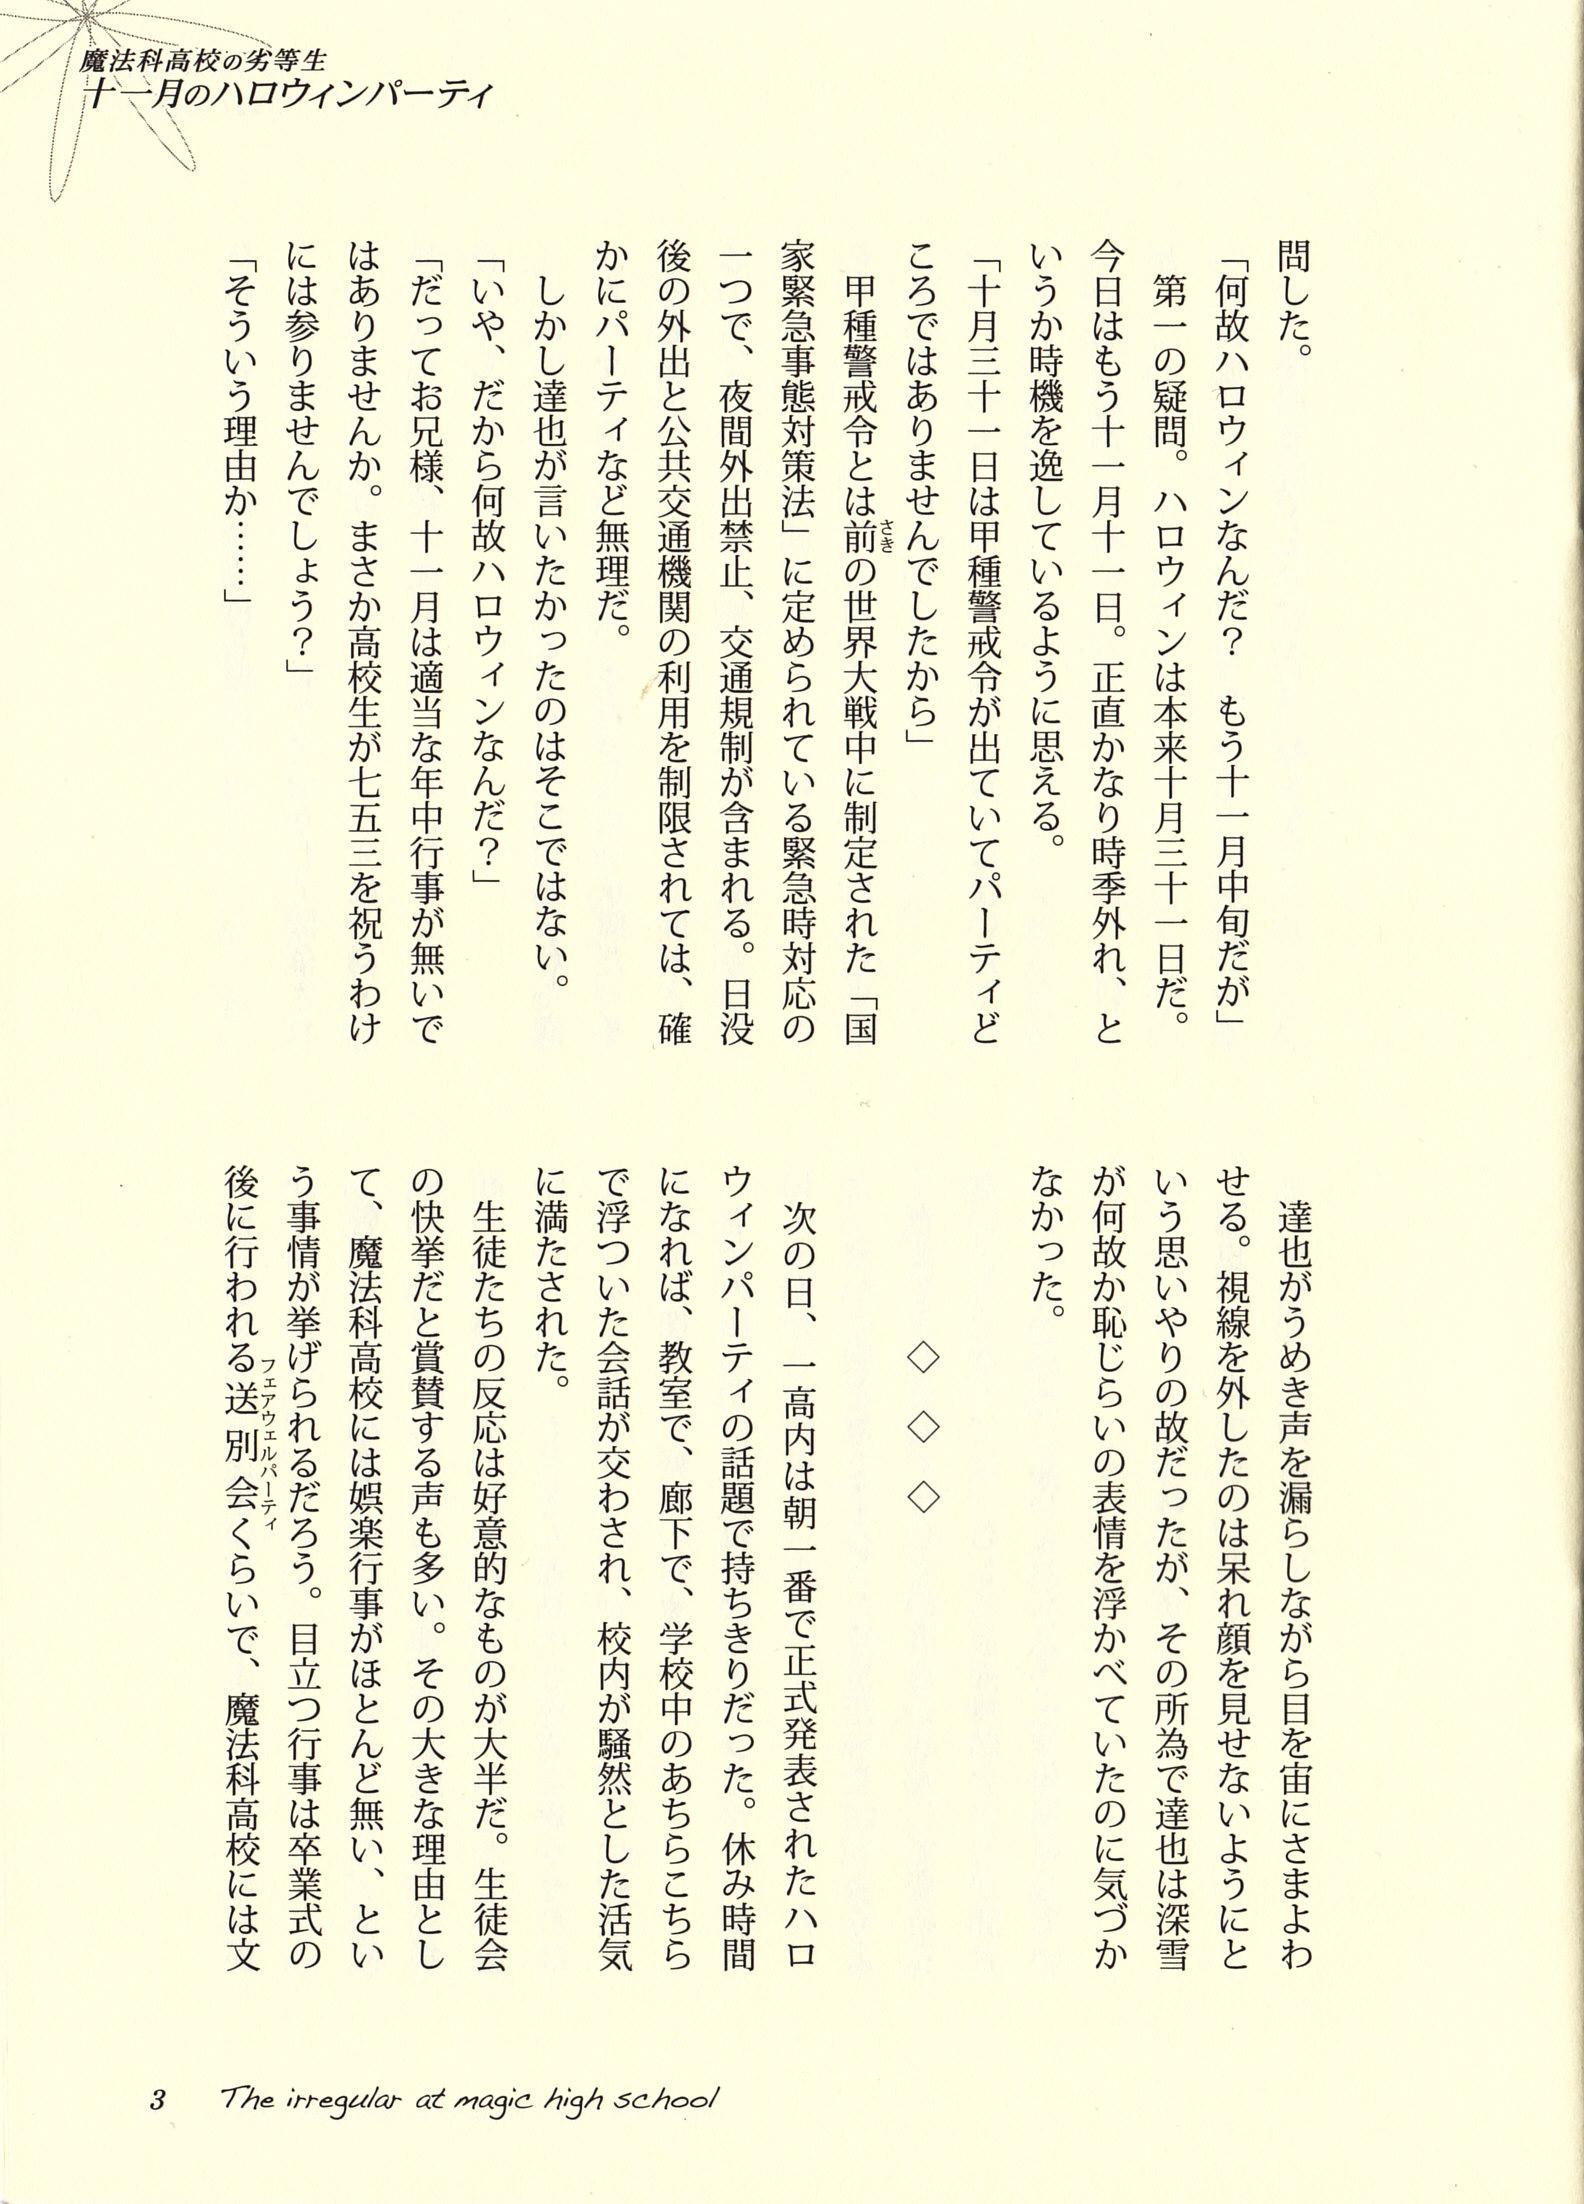 魔法科高校の劣等生
十一月のハロウィンパーティ
問した。
「何故ハロウィンなんだ？　もう十一月中旬だが」
　第一の疑問。ハロウィンは本来十月三十一日だ。
今日はもう十一月十一日。正直かなり時季外れ、と
いうか時機を逸しているように思える。
「十月三十一日は甲種警戒令が出ていてパーティど
ころではありませんでしたから」
　甲種警戒令とは前さきの世界大戦中に制定された「国
家緊急事態対策法」に定められている緊急時対応の
一つで、夜間外出禁止、交通規制が含まれる。日没
後の外出と公共交通機関の利用を制限されては、確
かにパーティなど無理だ。
　しかし達也が言いたかったのはそこではない。
「いや、だから何故ハロウィンなんだ？」
「だってお兄様、十一月は適当な年中行事が無いで
はありませんか。まさか高校生が七五三を祝うわけ
には参りませんでしょう？」
「そういう理由か……」
　達也がうめき声を漏らしながら目を宙にさまよわ
せる。視線を外したのは呆れ顔を見せないようにと
いう思いやりの故だったが、その所為で達也は深雪
が何故か恥じらいの表情を浮かべていたのに気づか
なかった。
◇　◇　◇
　次の日、一高内は朝一番で正式発表されたハロ
ウィンパーティの話題で持ちきりだった。休み時間
になれば、教室で、廊下で、学校中のあちらこちら
で浮ついた会話が交わされ、校内が騒然とした活気
に満たされた。
　生徒たちの反応は好意的なものが大半だ。生徒会
の快挙だと賞賛する声も多い。その大きな理由とし
て、魔法科高校には娯楽行事がほとんど無い、とい
う事情が挙げられるだろう。目立つ行事は卒業式の
後に行われる送別会フェアウェルパーティくらいで、魔法科高校には文
3　The irregular at magic high school